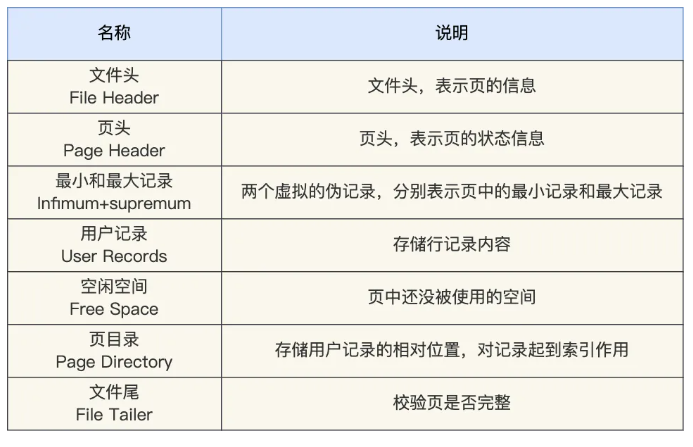 名称
说明
文件头
File Header
文件头，表示页的信息
页头
Page Header
页头，表示页的状态信息
最小和最大记录
Infimum+supremum
两个虚拟的伪记录，分别表示页中的最小记录和最大记录
用户记录
User Records
存储行记录内容
空闲空间
Free Space
页中还没被使用的空间
页目录
Page Directory
存储用户记录的相对位置，对记录起到索引作用
文件尾
File Tailer
校验页是否完整